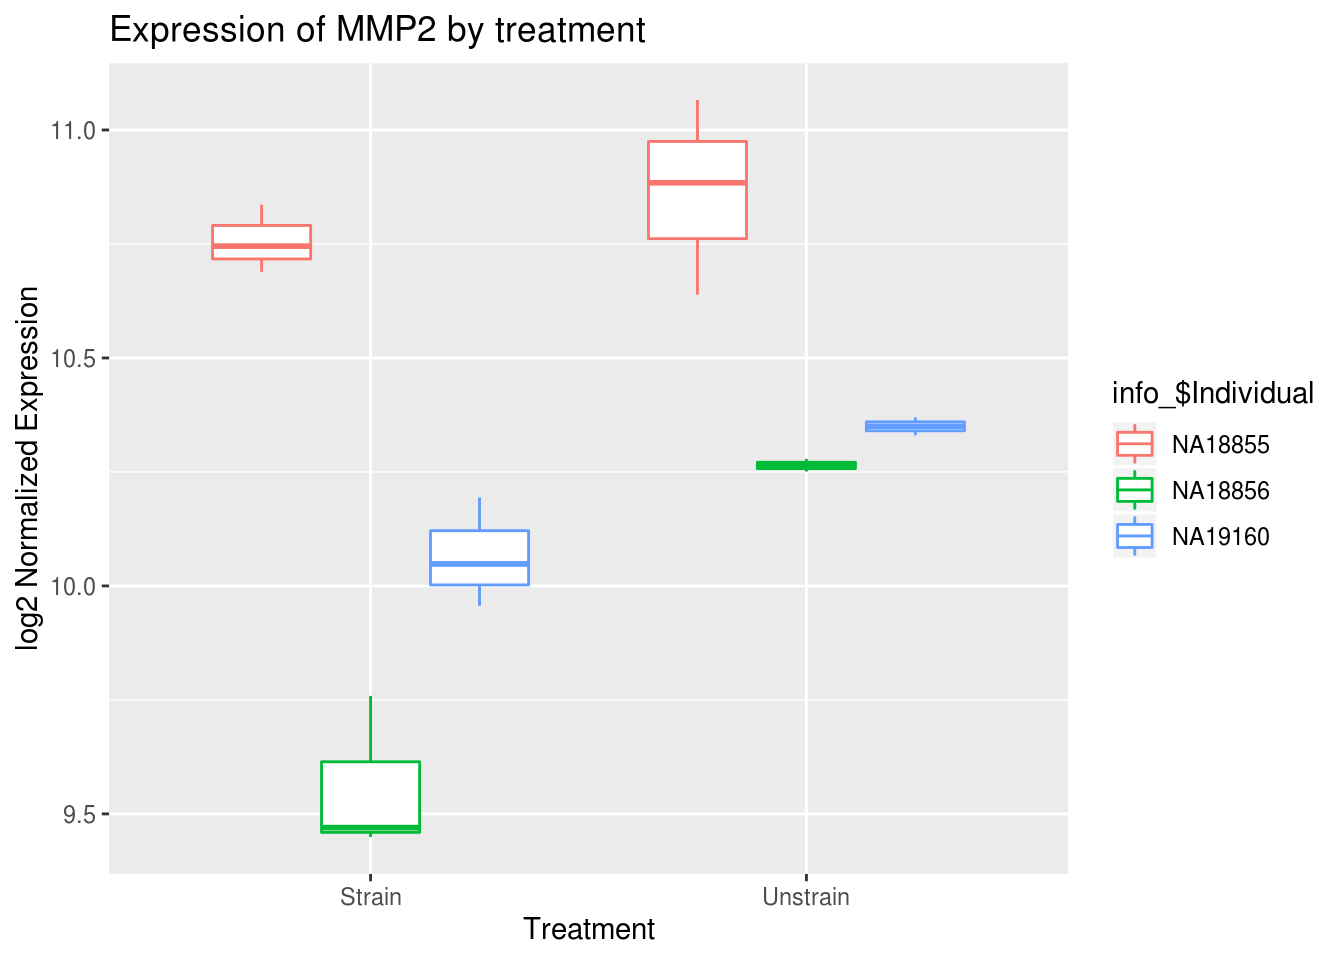 Expression of MMP2 by treatment
log2 Normalized Expression
11.0
10.5
10.0
9.5
Strain
Unstrain
Treatment
info_$Individual
NA18855
NA18856
NA19160